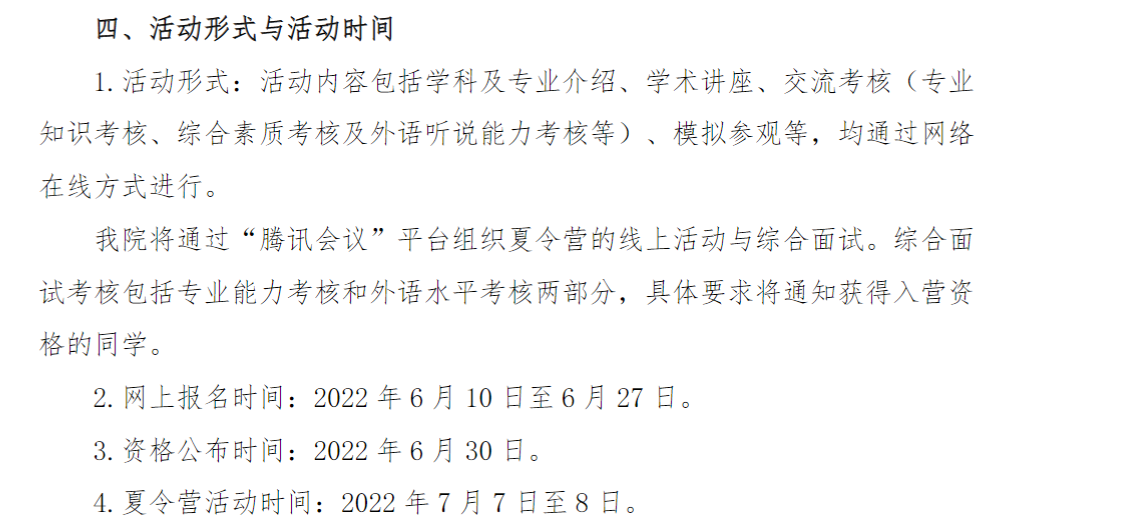 四、活动形式与活动时间
1.活动形式：活动内容包括学科及专业介绍、学术讲座、交流考核（专业
知识考核、综合素质考核及外语听说能力考核等）、模拟参观等，均通过网络
在线方式进行。
我院将通过“腾讯会议”平台组织夏令营的线上活动与综合面试。综合面
试考核包括专业能力考核和外语水平考核两部分，具体要求将通知获得入营资
格的同学。
2.网上报名时间：2022 年 6 月 10 日至 6 月 27 日。
3.资格公布时间：2022 年 6 月 30 日。
4.夏令营活动时间：2022 年 7 月 7 日至 8 日。